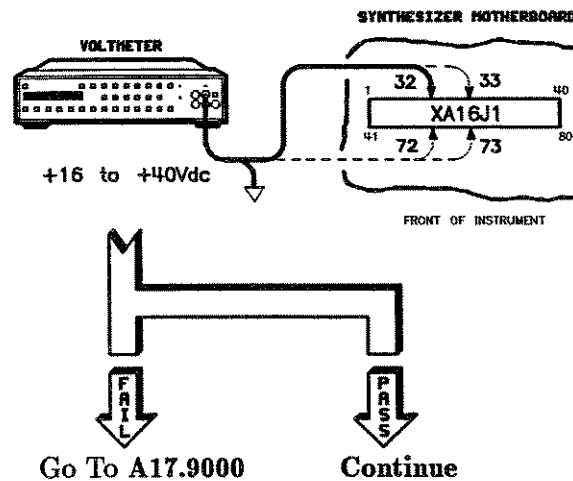 SYNTHESIZER MOTHERBOARD
VOLTMETER
1 32 33 40
XA16J1
41 72 73 80
+16 to +40Vdc
FRONT OF INSTRUMENT
FAIL PASS
Go To A17.9000 Continue